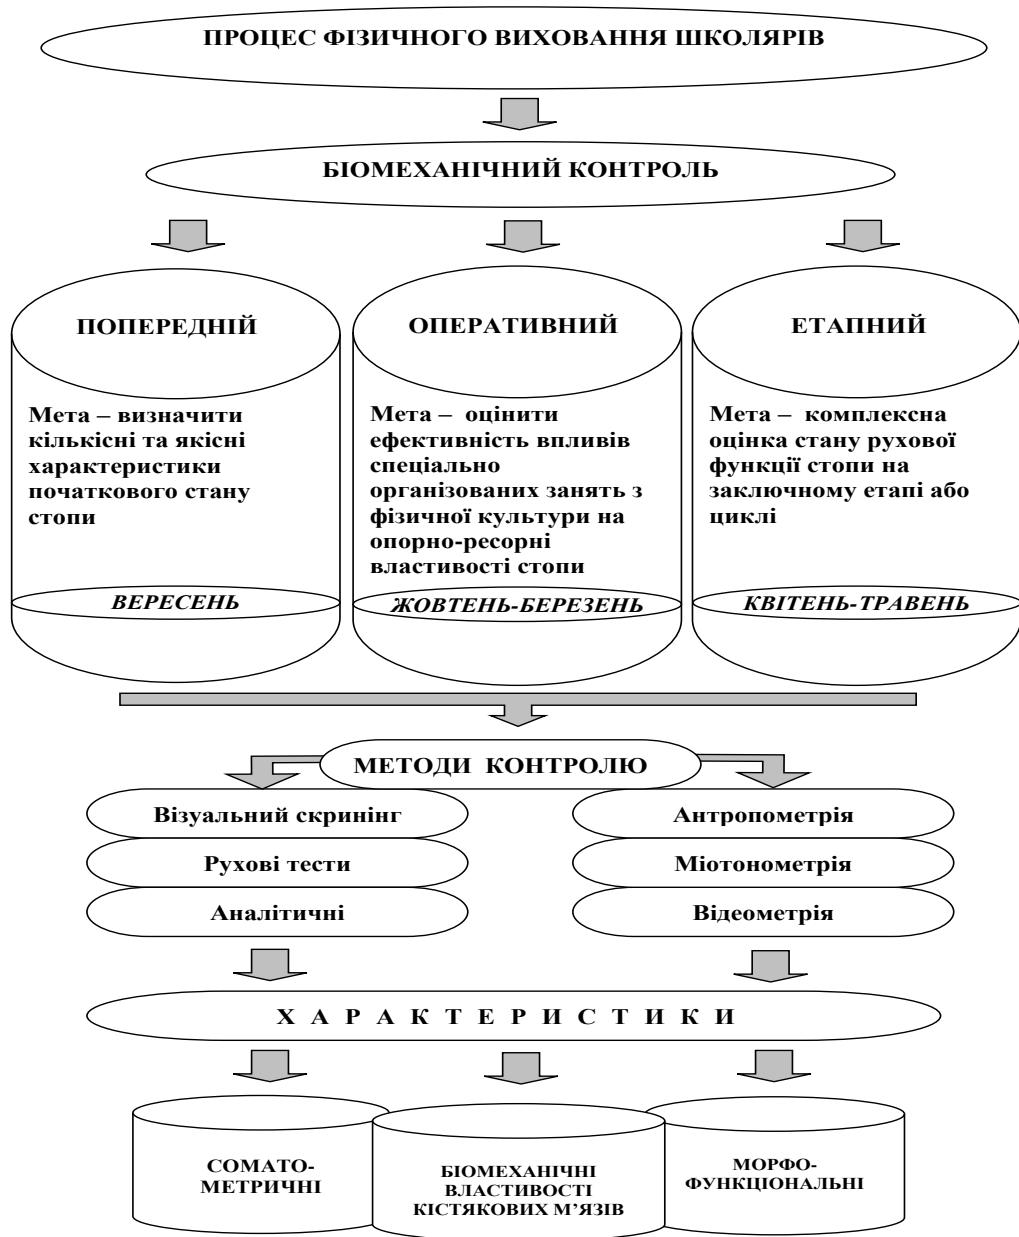 ПРОЦЕС ФІЗИЧНОГО ВИХОВАННЯ ШКОЛЯРІВ
БІОМЕХАНІЧНИЙ КОНТРОЛЬ
ПОПЕРЕДНІЙ
Мета – визначити
кількісні та якісні
характеристики
початкового стану
стопи
ВЕРЕСЕНЬ
ОПЕРАТИВНИЙ
Мета – оцінити
ефективність впливів
спеціально
організованих занять з
фізичної культури на
опорно-ресорні
властивості стопи
ЖОВТЕНЬ-БЕРЕЗЕНЬ
ЕТАПНИЙ
Мета – комплексна
оцінка стану рухової
функції стопи на
заключному етапі або
циклі
КВІТЕНЬ-ТРАВЕНЬ
МЕТОДИ КОНТРОЛЮ
Візуальний скринінг
Рухові тести
Аналітичні
Антропометрія
Міотонометрія
Відеометрія
Х А Р А К Т Е Р И С Т И К И
СОМАТО-
МЕТРИЧНІ
БІОМЕХАНІЧНІ
ВЛАСТИВОСТІ
КІСТЯКОВИХ М’ЯЗІВ
МОРФО-
ФУНКЦІОНАЛЬНІ